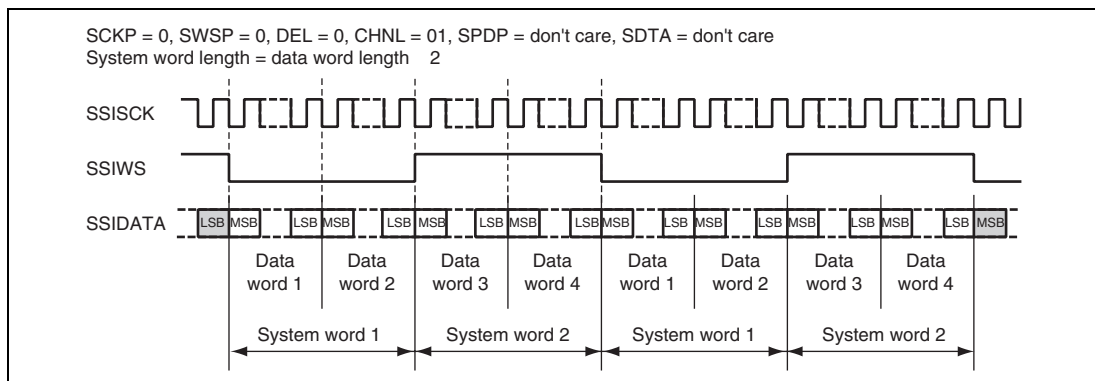 SCKP = 0, SWSP = 0, DEL = 0, CHNL = 01, SPDP = don't care, SDTA = don't care
System word length = data word length 2
SSISCK
SSIWS
SSIDATA
LSB MSB LSB MSB LSB MSB LSB MSB LSB MSB LSB MSB LSB MSB LSB MSB LSB MSB
Data word 1 Data word 2 Data word 3 Data word 4 Data word 1 Data word 2 Data word 3 Data word 4
System word 1 System word 2 System word 1 System word 2